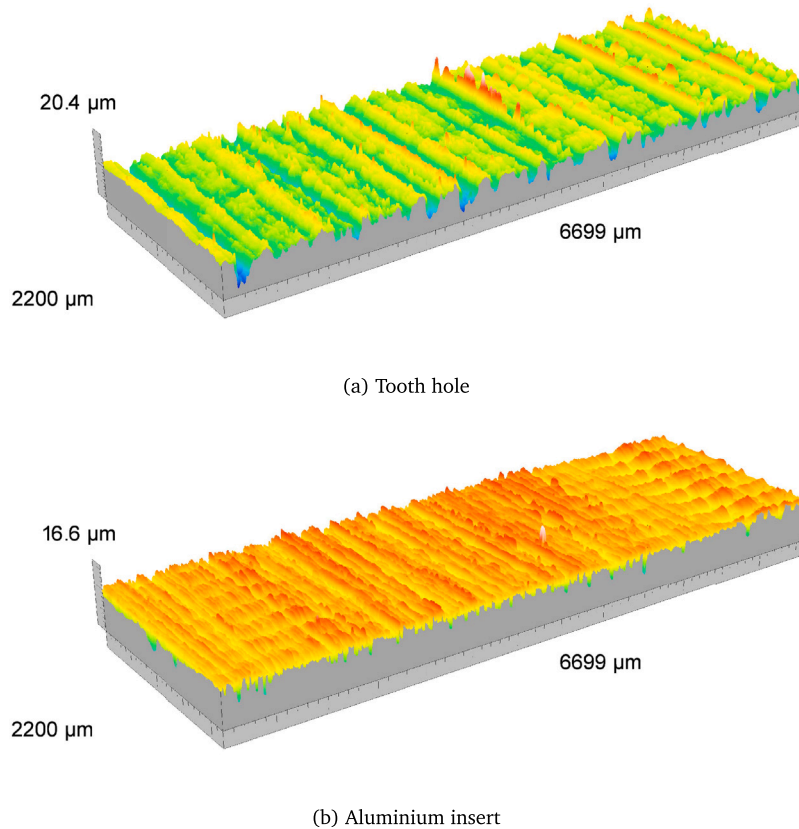 20.4 µm
6699 µm
2200 µm
(a) Tooth hole
16.6 µm
6699 µm
2200 µm
(b) Aluminium insert